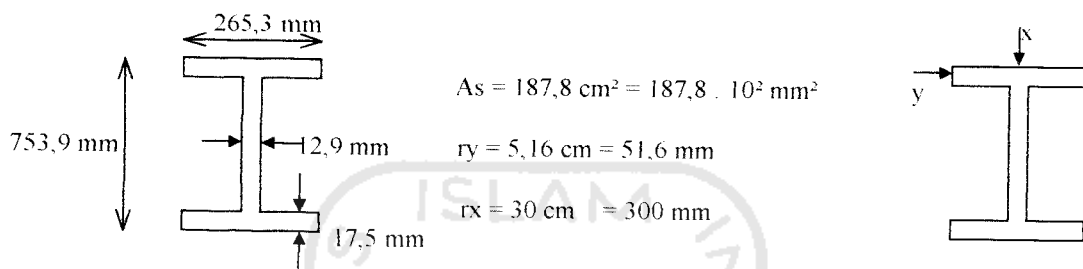 265,3 mm
x
As = 187,8 cm² = 187,8 . 10² mm²
y
753,9 mm
12,9 mm
ry = 5,16 cm = 51,6 mm
ISLAM
rx = 30 cm = 300 mm
17,5 mm